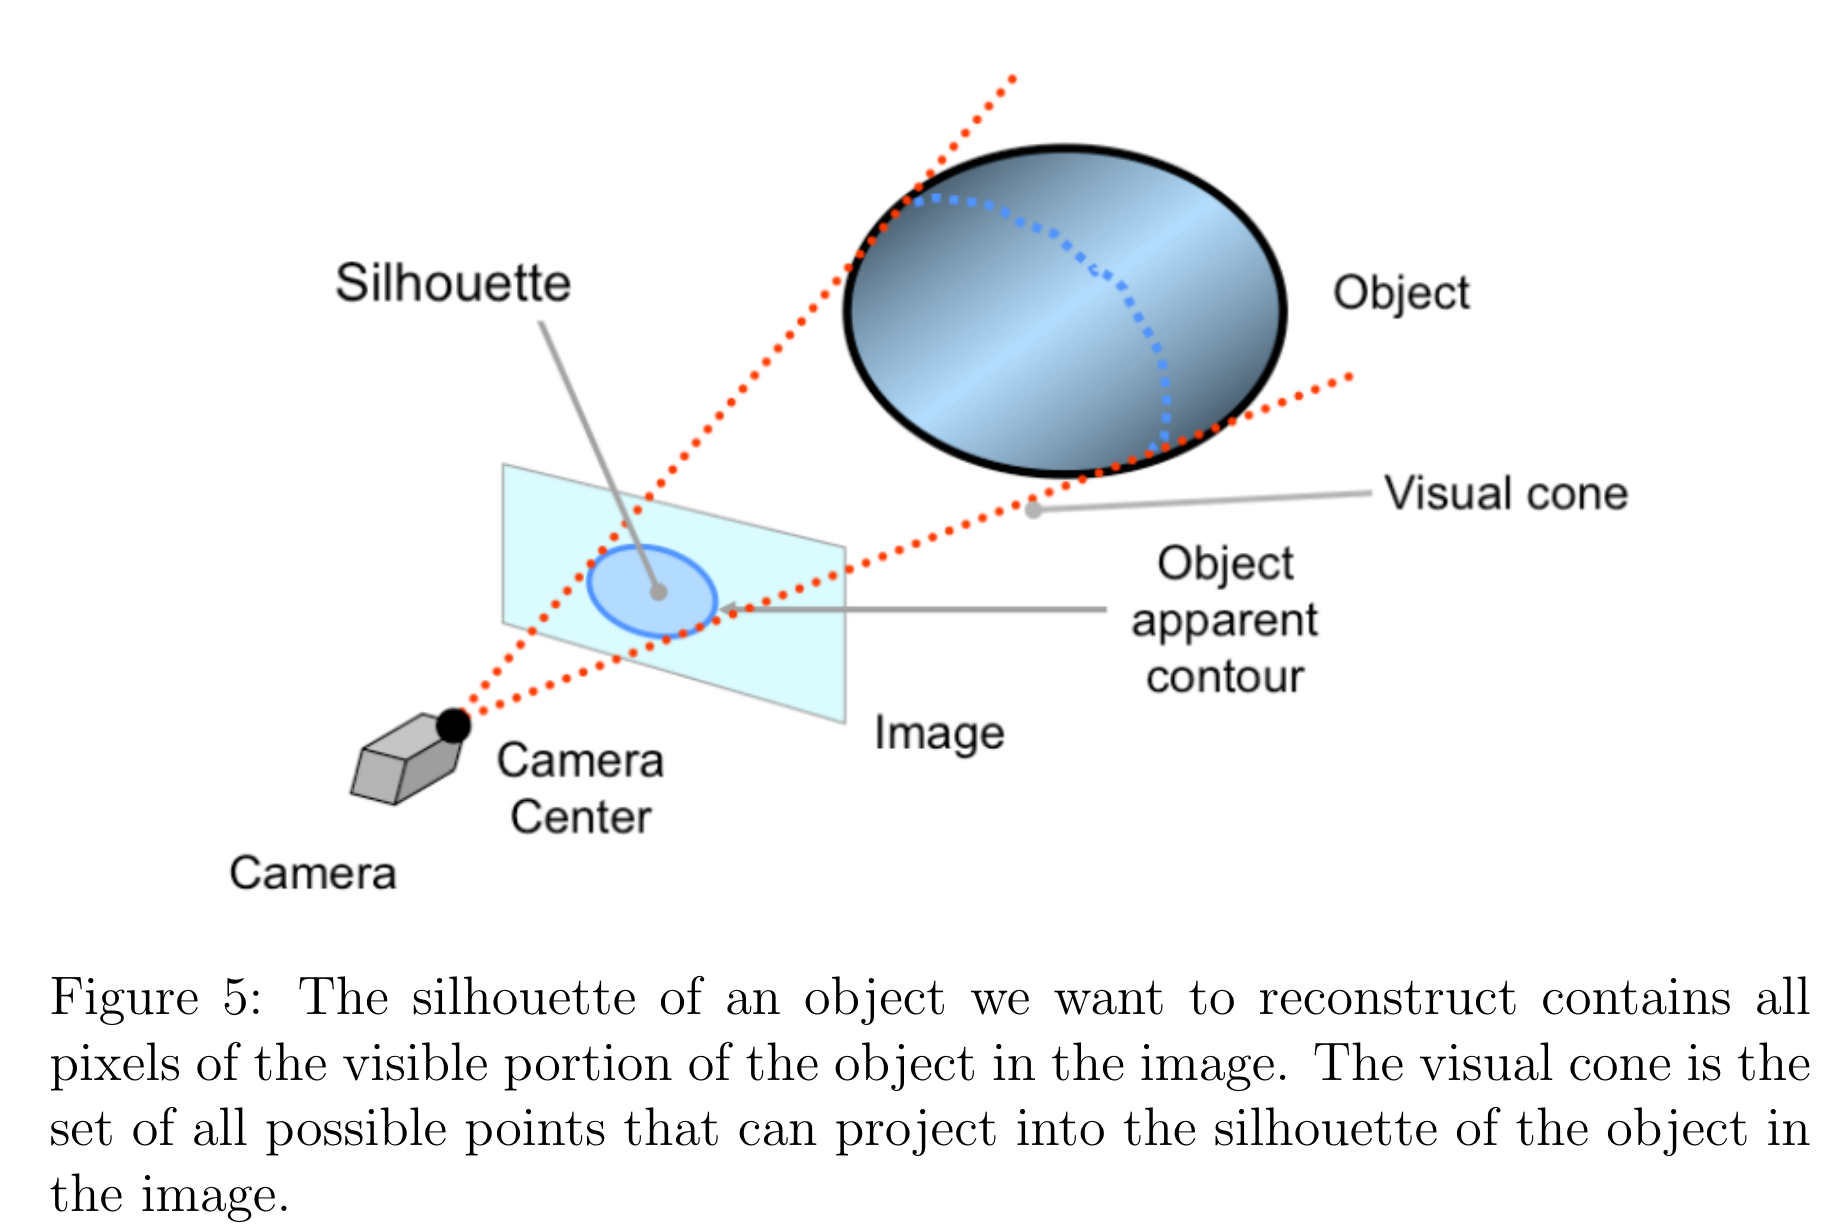 Silhouette
Object
Visual cone
Object
apparent
contour
Image
Camera
Center
Camera
Figure 5: The silhouette of an object we want to reconstruct contains all
pixels of the visible portion of the object in the image. The visual cone is the
set of all possible points that can project into the silhouette of the object in
the image.